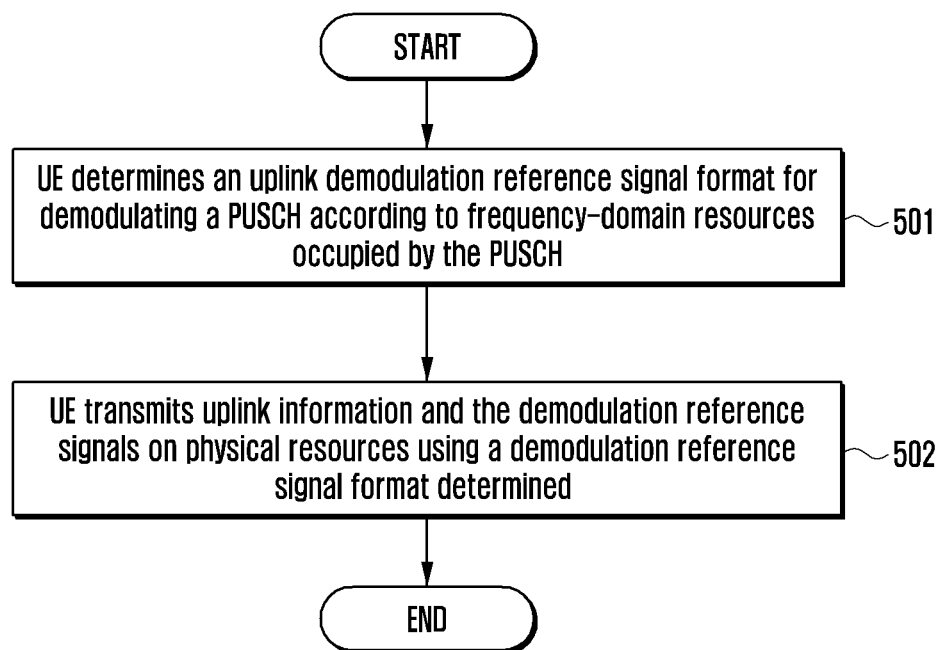 START
UE determines an uplink demodulation reference signal format for
demodulating a PUSCH according to frequency-domain resources
occupied by the PUSCH
501
UE transmits uplink information and the demodulation reference
signals on physical resources using a demodulation reference
signal format determined
502
END